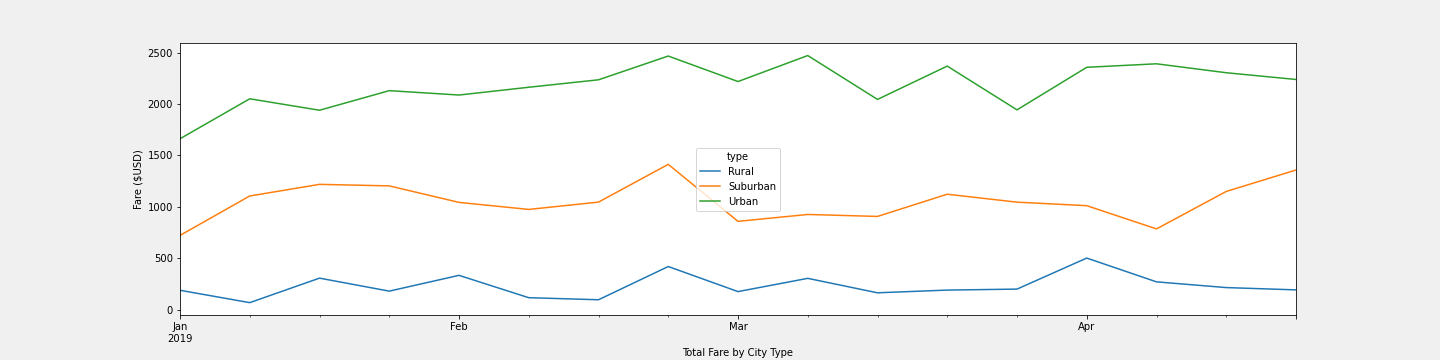 2500
2000
1500
1000
500
0
Fare ($USD)
type
Rural
Suburban
Urban
Jan
2019
Feb
Mar
Apr
Total Fare by City Type